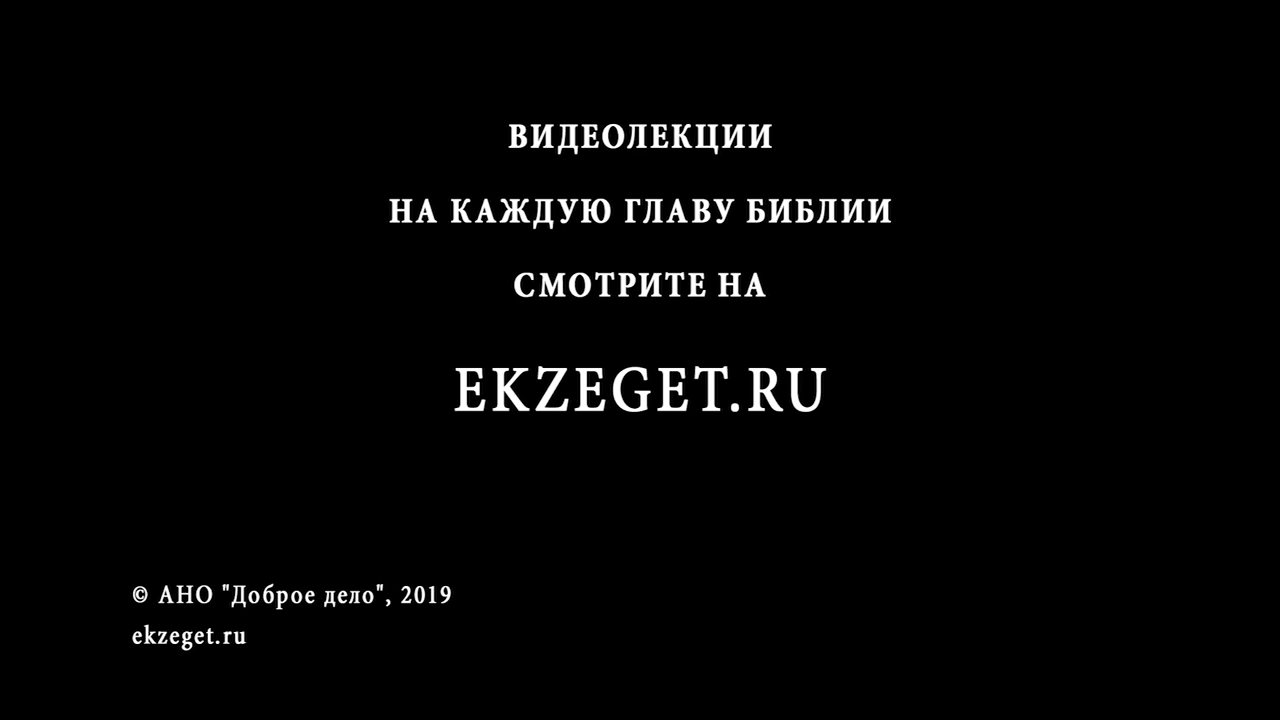 ВИДЕОЛЕКЦИИ
НА КАЖДУЮ ГЛАВУ БИБЛИИ
СМОТРИТЕ НА
EKZEGET.RU
© АНО "Доброе дело", 2019
ekzeget.ru